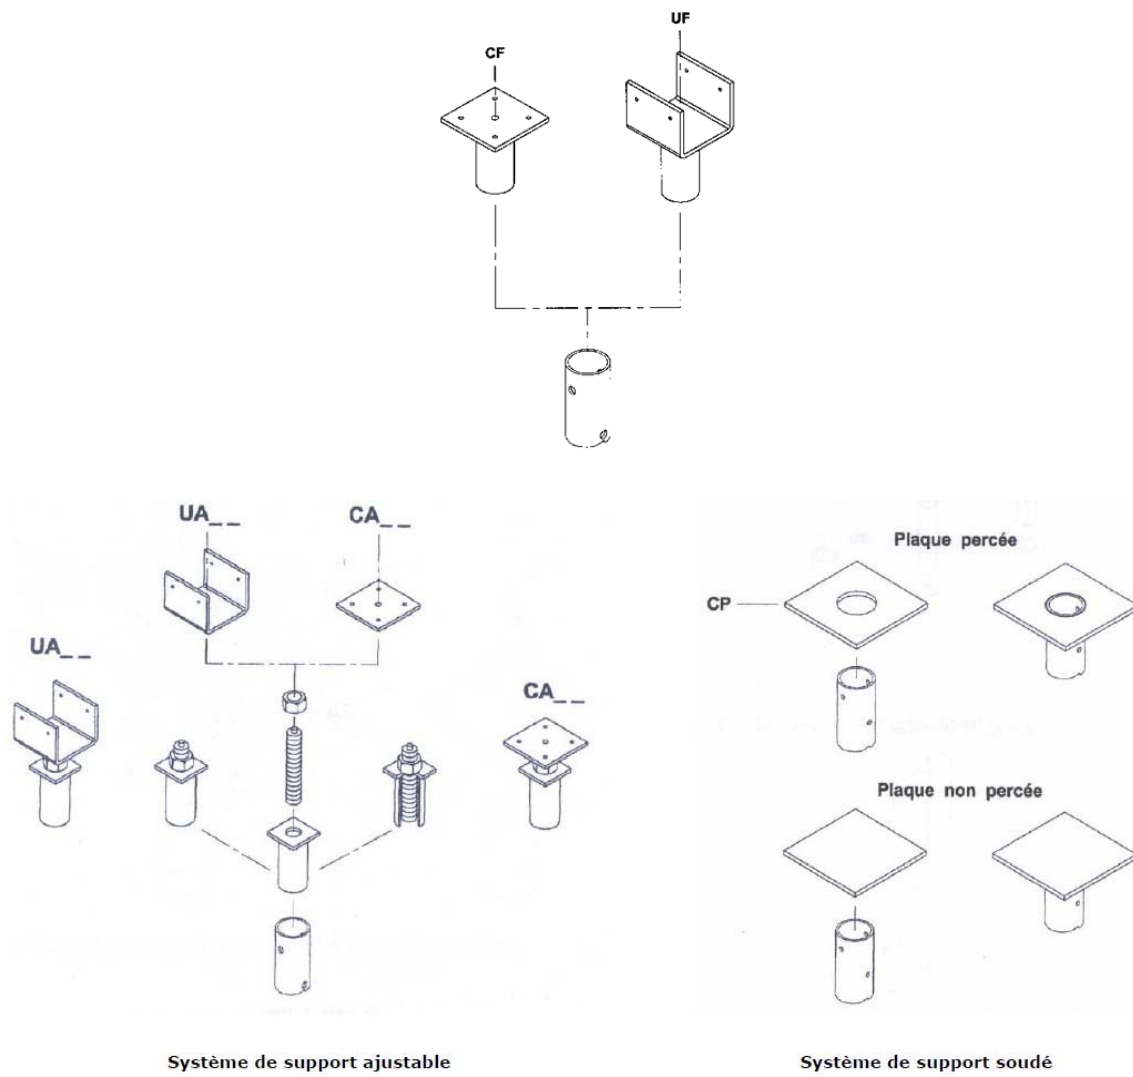 UF
CF
UA_ _
CA_ _
UA_ _
CA_ _
Plaque percée
CP
Plaque non percée
Système de support ajustable
Système de support soudé